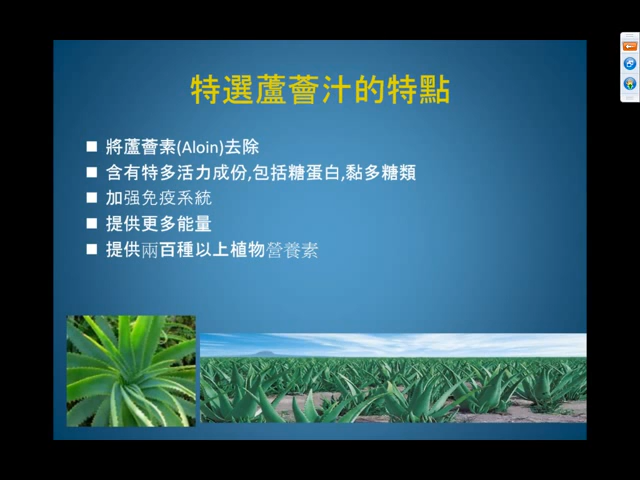 特選蘆薈汁的特點
將蘆薈素(Aloin)去除
含有特多活力成份,包括糖蛋白,黏多糖類
加强免疫系統
提供更多能量
提供兩百種以上植物營養素